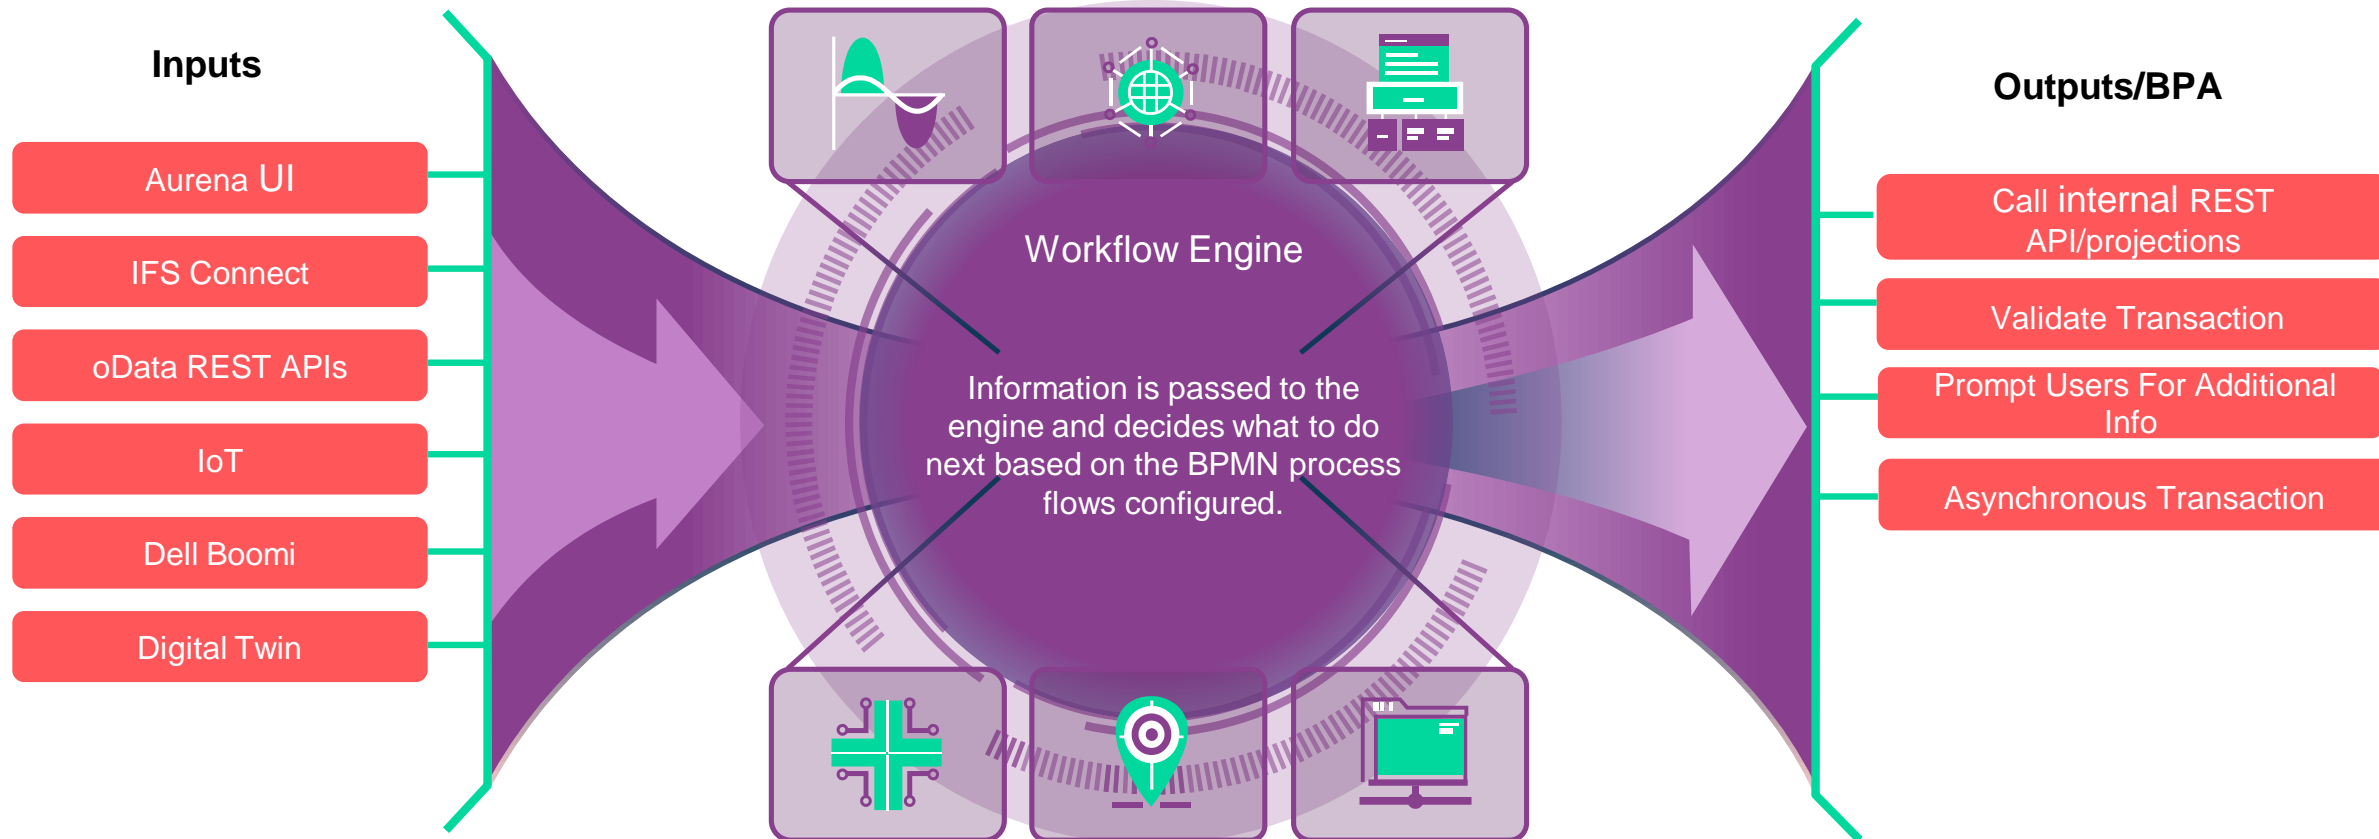 Inputs
Aurena UI
IFS Connect
oData REST APIs
IoT
Dell Boomi
Digital Twin
Workflow Engine
Information is passed to the
engine and decides what to do
next based on the BPMN process
flows configured.
Outputs/BPA
Call internal REST
API/projections
Validate Transaction
Prompt Users For Additional
Info
Asynchronous Transaction